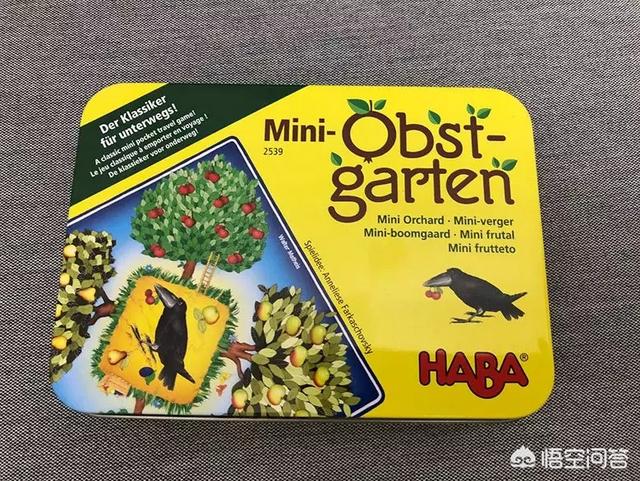 Der Klassiker
für unterwegs!
A classic mini pocket travel game!
Le jeu classique à emporter en voyage !
De klassieker voor onderweg!
Mini-Obst-
garten
2539
Mini Orchard · Mini-verger
Mini-boomgaard · Mini frutal
Mini frutteto
Walter Matheis
Spielidee: Anneliese Farkaschovsky
HABA®
悟空问答